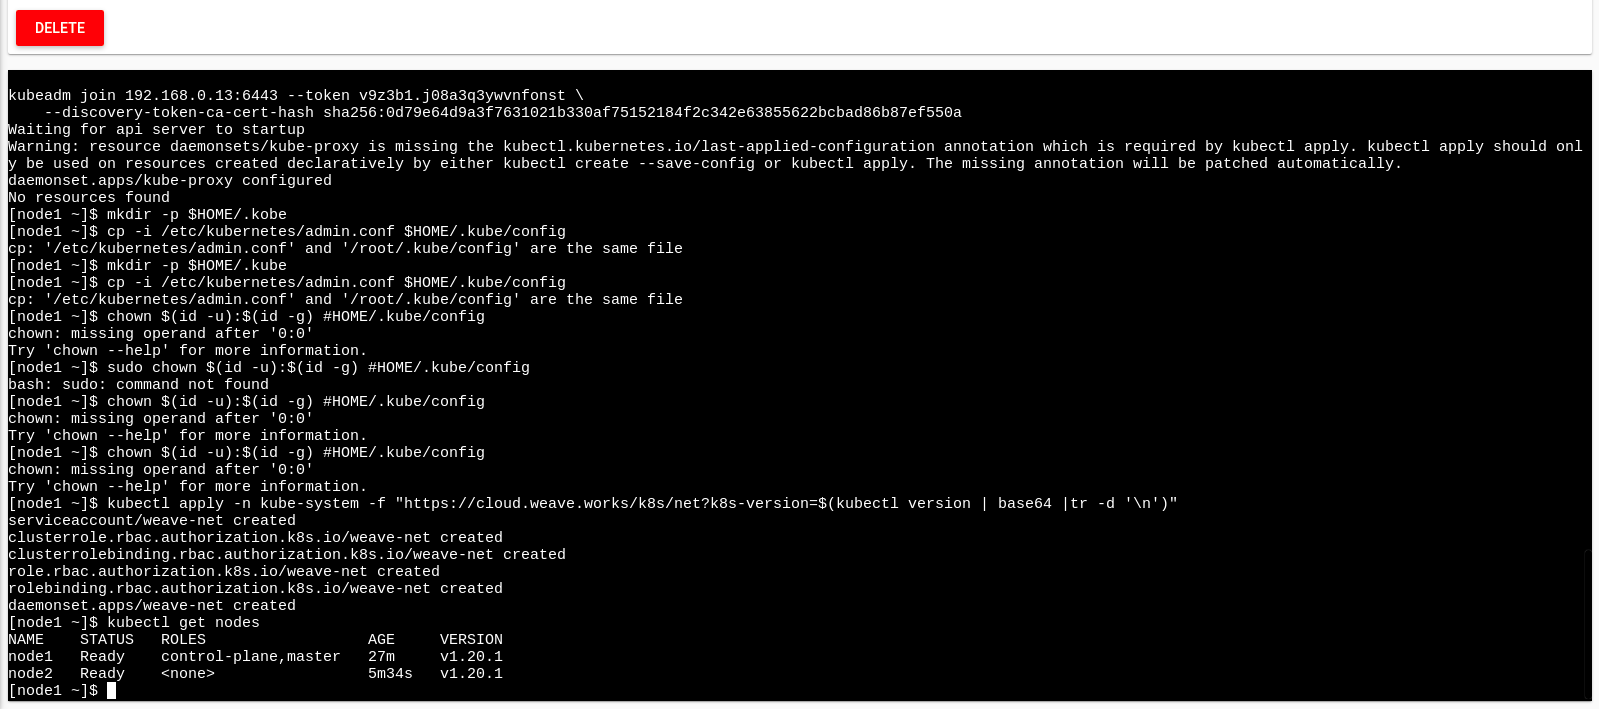 DELETE
kubeadm join 192.168.0.13:6443 --token v9z3b1.j08a3q3ywvnfonst \
    --discovery-token-ca-cert-hash sha256:0d79e64d9a3f7631021b330af75152184f2c342e63855622bcbad86b87ef550a
Waiting for api server to startup
Warning: resource daemonsets/kube-proxy is missing the kubectl.kubernetes.io/last-applied-configuration annotation which is required by kubectl apply. kubectl apply should onl
y be used on resources created declaratively by either kubectl create --save-config or kubectl apply. The missing annotation will be patched automatically.
daemonset.apps/kube-proxy configured
No resources found
[node1 ~]$ mkdir -p $HOME/.kobe
[node1 ~]$ cp -i /etc/kubernetes/admin.conf $HOME/.kube/config
cp: '/etc/kubernetes/admin.conf' and '/root/.kube/config' are the same file
[node1 ~]$ mkdir -p $HOME/.kube
[node1 ~]$ cp -i /etc/kubernetes/admin.conf $HOME/.kube/config
cp: '/etc/kubernetes/admin.conf' and '/root/.kube/config' are the same file
[node1 ~]$ chown $(id -u):$(id -g) #HOME/.kube/config
chown: missing operand after '0:0'
Try 'chown --help' for more information.
[node1 ~]$ sudo chown $(id -u):$(id -g) #HOME/.kube/config
bash: sudo: command not found
[node1 ~]$ chown $(id -u):$(id -g) #HOME/.kube/config
chown: missing operand after '0:0'
Try 'chown --help' for more information.
[node1 ~]$ chown $(id -u):$(id -g) #HOME/.kube/config
chown: missing operand after '0:0'
Try 'chown --help' for more information.
[node1 ~]$ kubectl apply -n kube-system -f "https://cloud.weave.works/k8s/net?k8s-version=$(kubectl version | base64 |tr -d '\n')"
serviceaccount/weave-net created
clusterrole.rbac.authorization.k8s.io/weave-net created
clusterrolebinding.rbac.authorization.k8s.io/weave-net created
role.rbac.authorization.k8s.io/weave-net created
rolebinding.rbac.authorization.k8s.io/weave-net created
daemonset.apps/weave-net created
[node1 ~]$ kubectl get nodes
NAME    STATUS   ROLES                  AGE     VERSION
node1   Ready    control-plane,master   27m     v1.20.1
node2   Ready    <none>                 5m34s   v1.20.1
[node1 ~]$